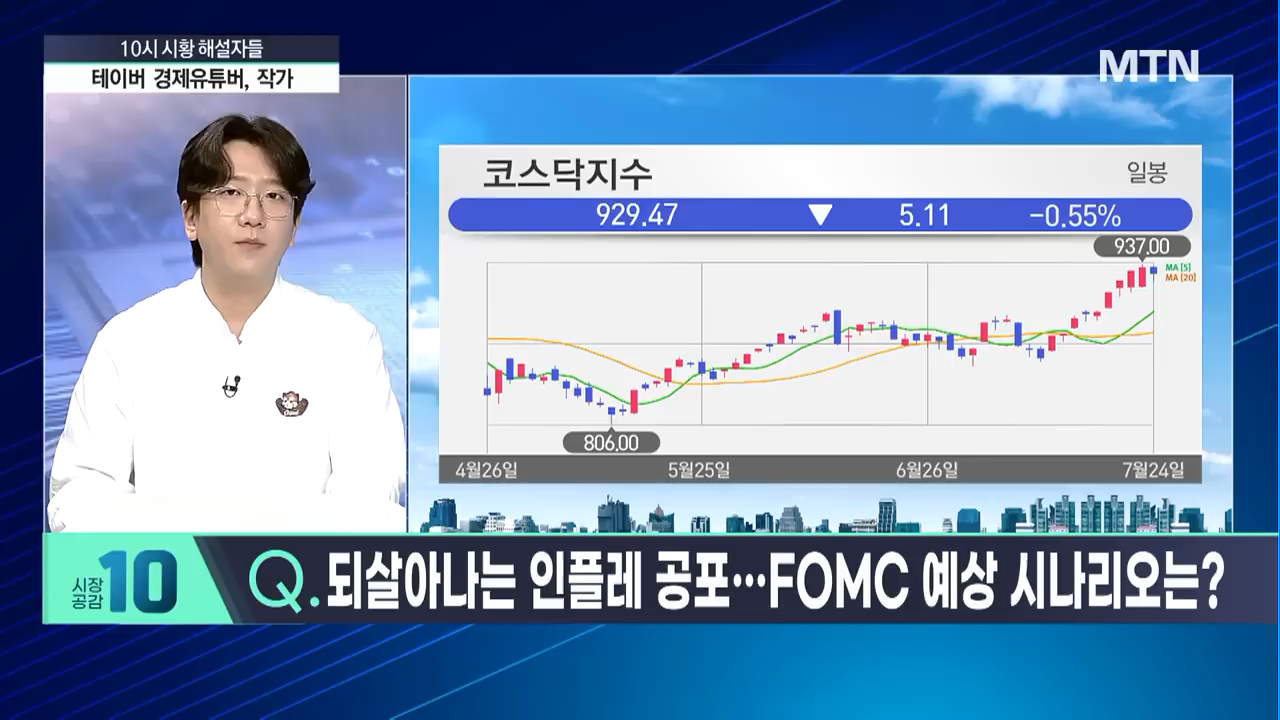 10시 시황 해설자들
테이버 경제유튜버, 작가
MTN
코스닥지수
일봉
929.47 ▼ 5.11 -0.55%
937.00
MA [5]
MA [20]
806.00
4월26일 5월25일 6월26일 7월24일
시장
공감
10
Q. 되살아나는 인플레 공포…FOMC 예상 시나리오는?